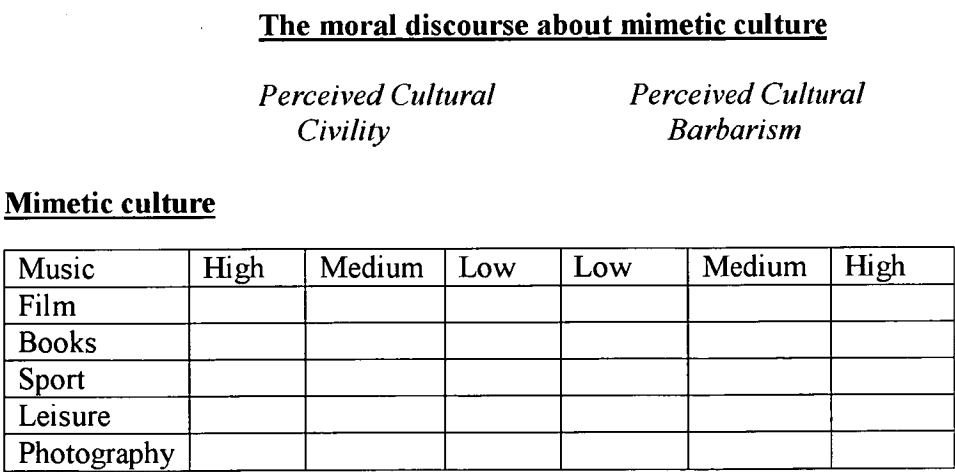 The moral discourse about mimetic culture
Perceived Cultural Civility
Perceived Cultural Barbarism
Mimetic culture
Music High Medium Low Low Medium High
Film
Books
Sport
Leisure
Photography